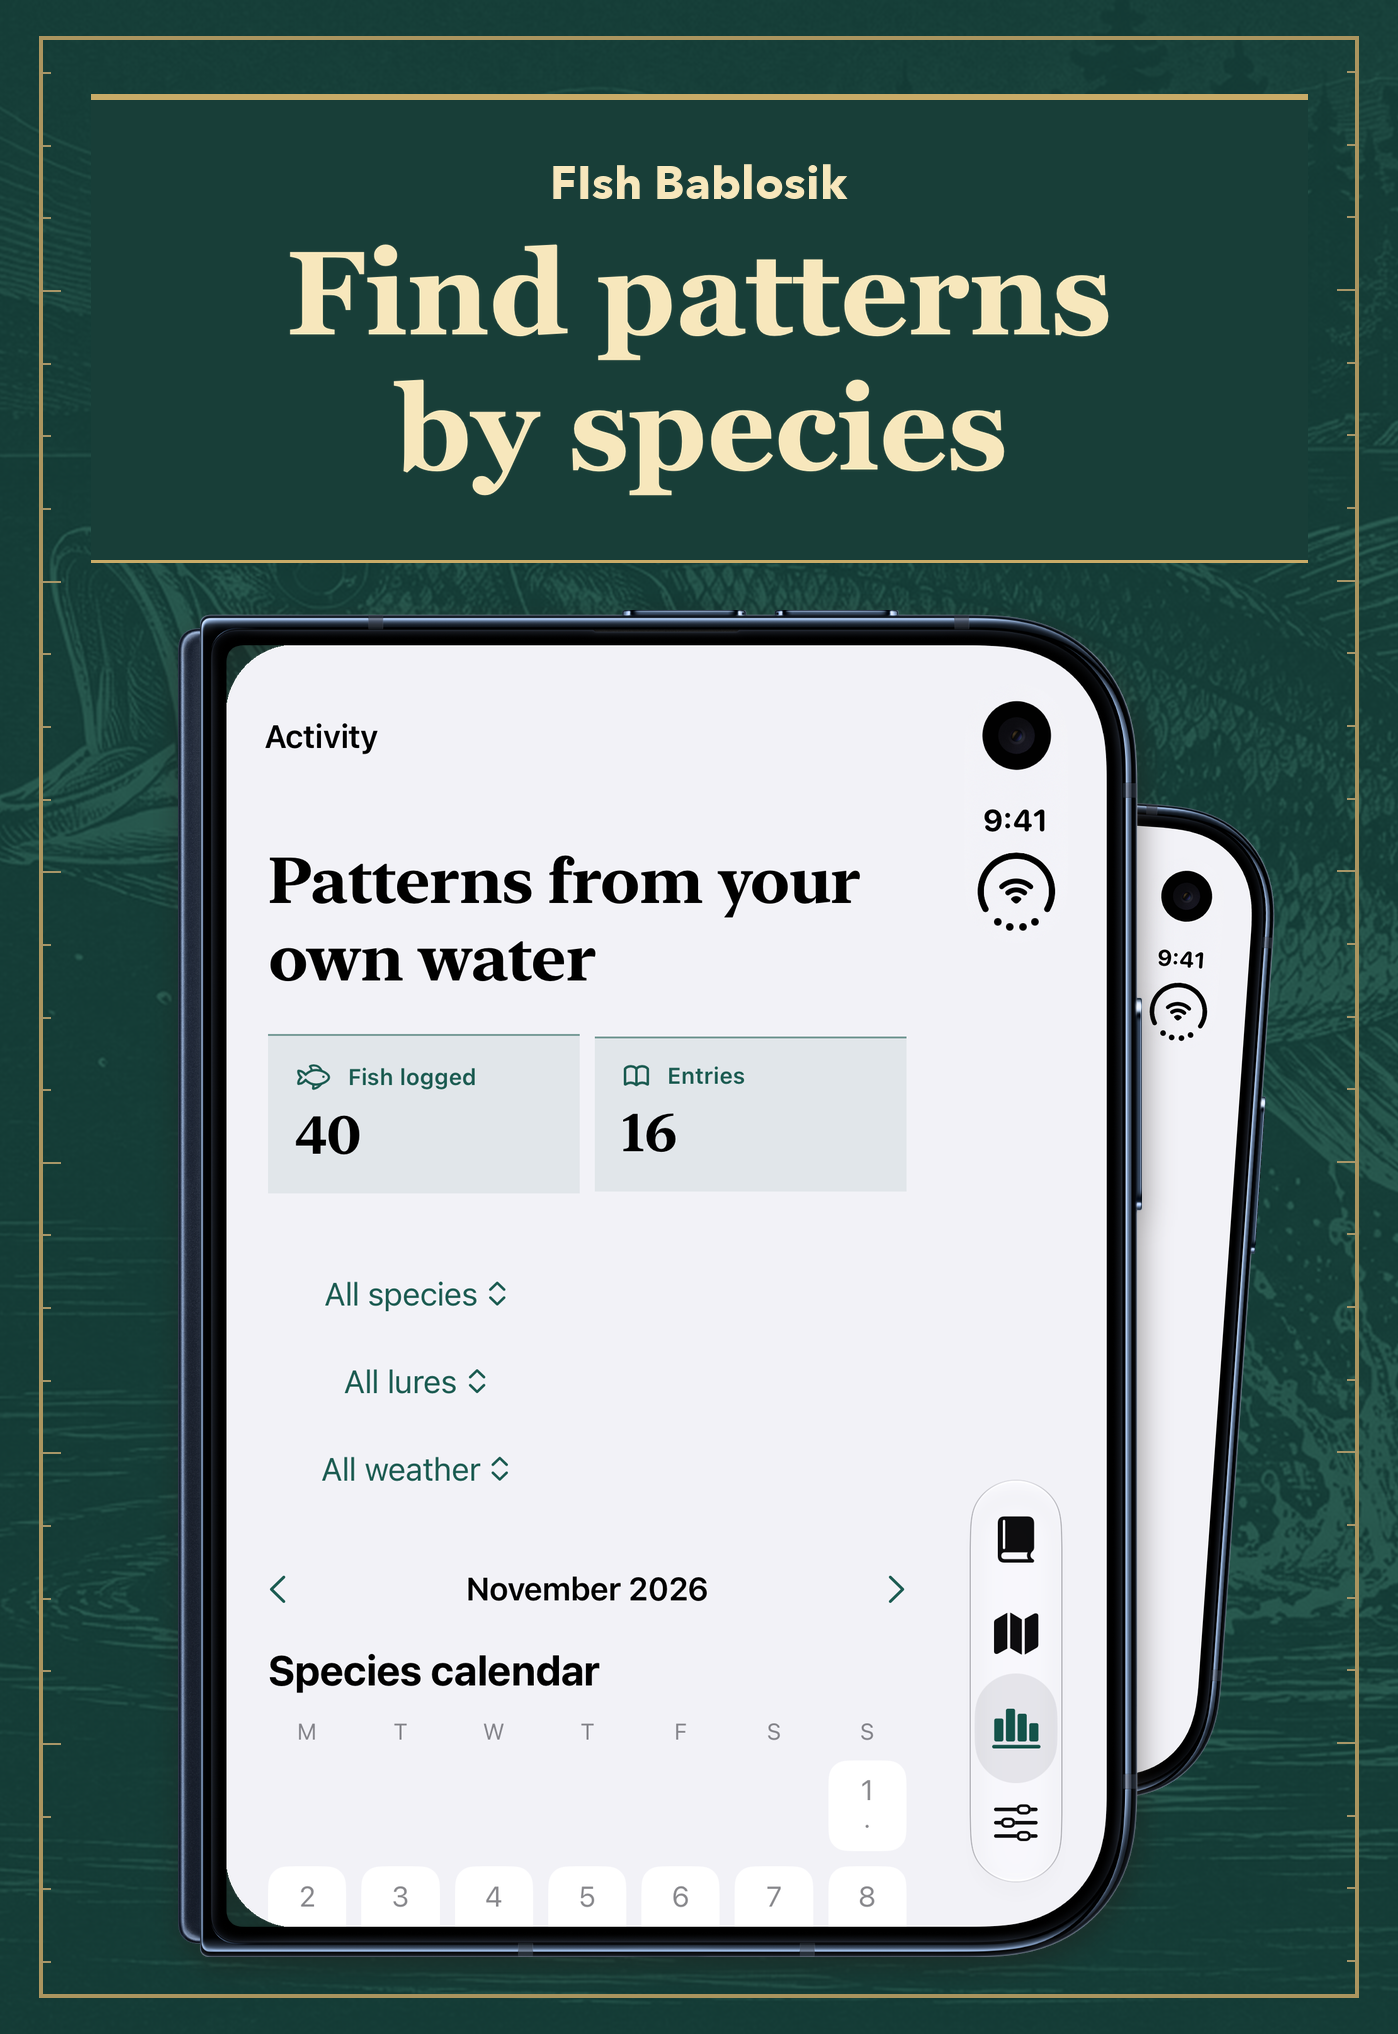 FIsh Bablosik
Find patterns
by species
Activity
9:41
Patterns from your
own water
9:41
Fish logged
Entries
40
16
All species
All lures
All weather
November 2026
Species calendar
M T W T F S S
1
2 3 4 5 6 7 8